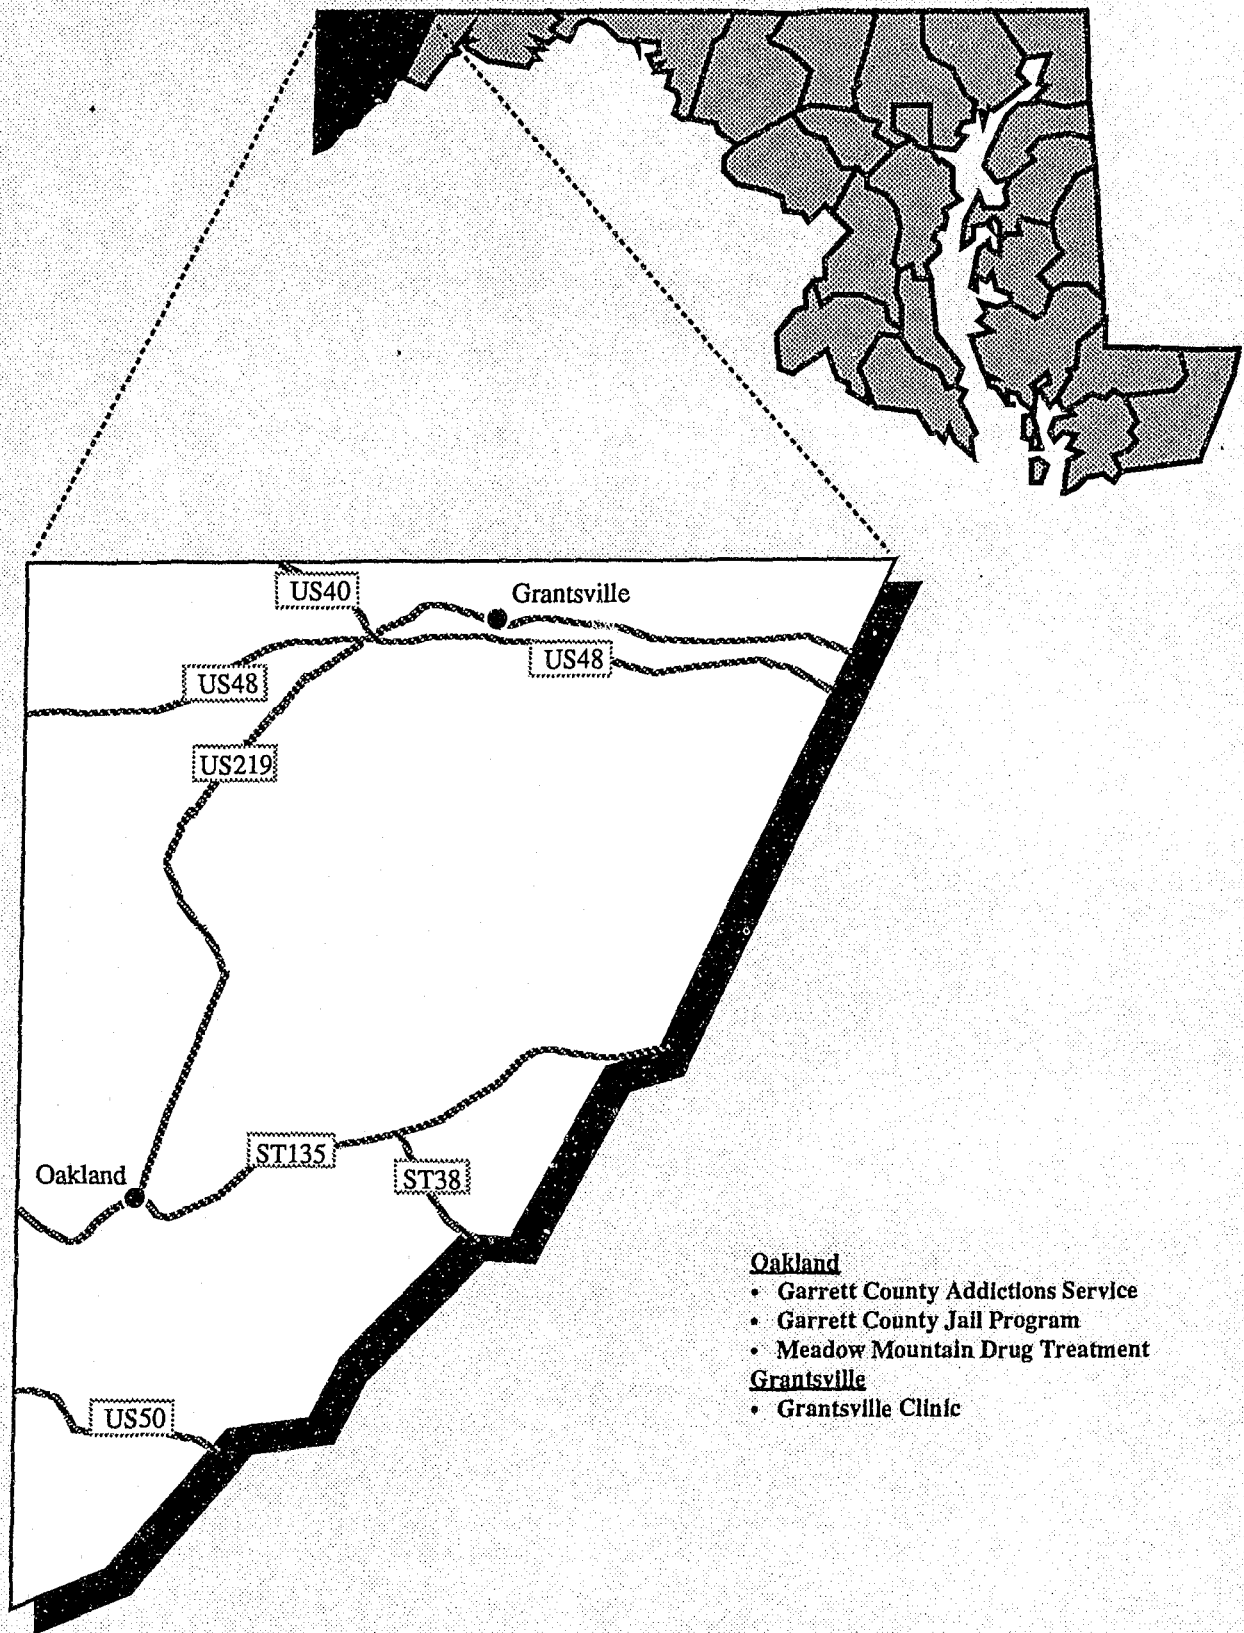 US40
Grantsville
US48
US48
US219
ST135
Oakland
ST38
Oakland
• Garrett County Addictions Service
• Garrett County Jail Program
• Meadow Mountain Drug Treatment
Grantsville
• Grantsville Clinic
US50